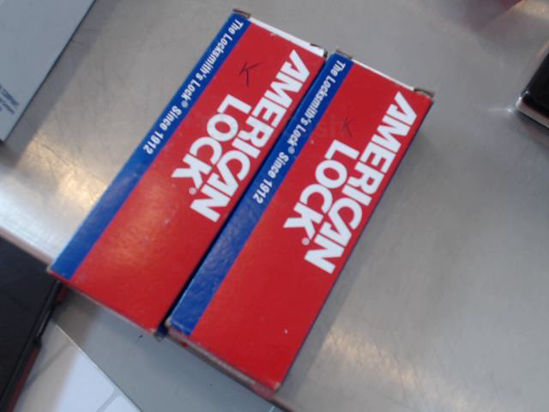 The Locksmith's Lock® Since 1912
K
AMERICAN
LOCK®
The Locksmith's Lock® Since 1912
K
AMERICAN
LOCK®